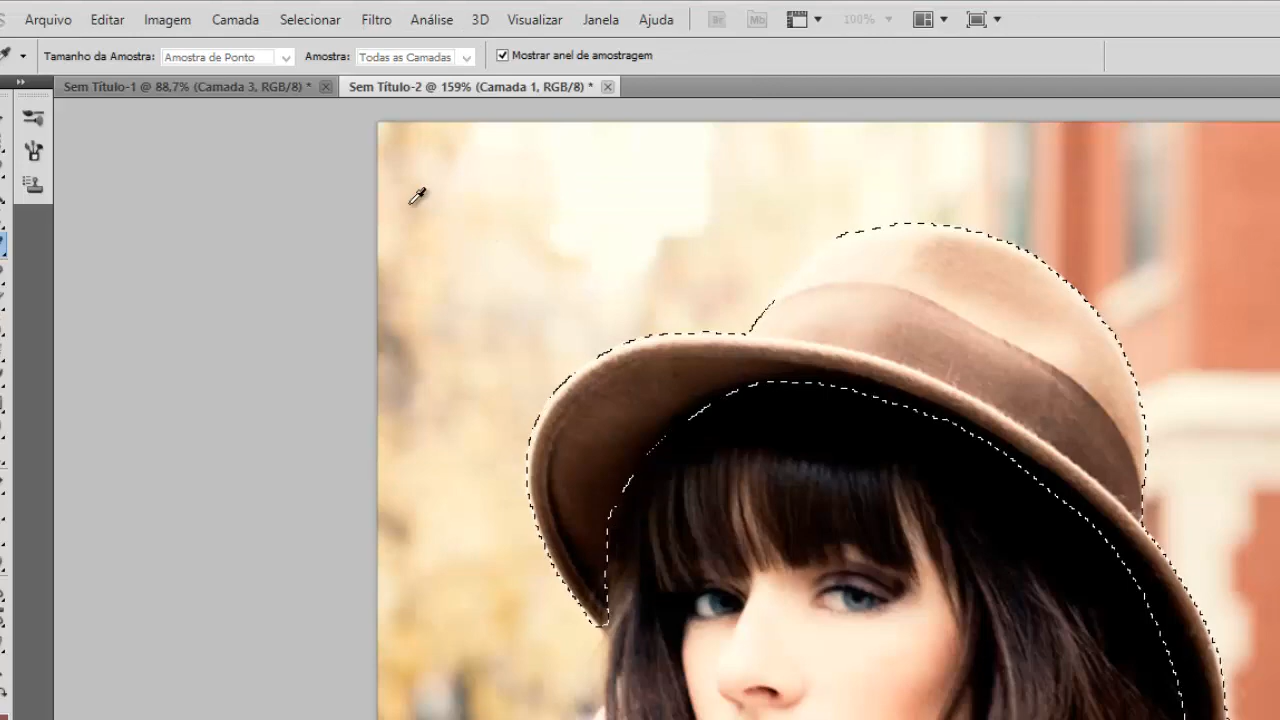 Arquivo Editar Imagem Camada Selecionar Filtro Análise 3D Visualizar Janela Ajuda Br Mb 100%
Tamanho da Amostra: Amostra de Ponto Amostra: Todas as Camadas Mostrar anel de amostragem
Sem Título-1 @ 88,7% (Camada 3, RGB/8) * Sem Título-2 @ 159% (Camada 1, RGB/8) *